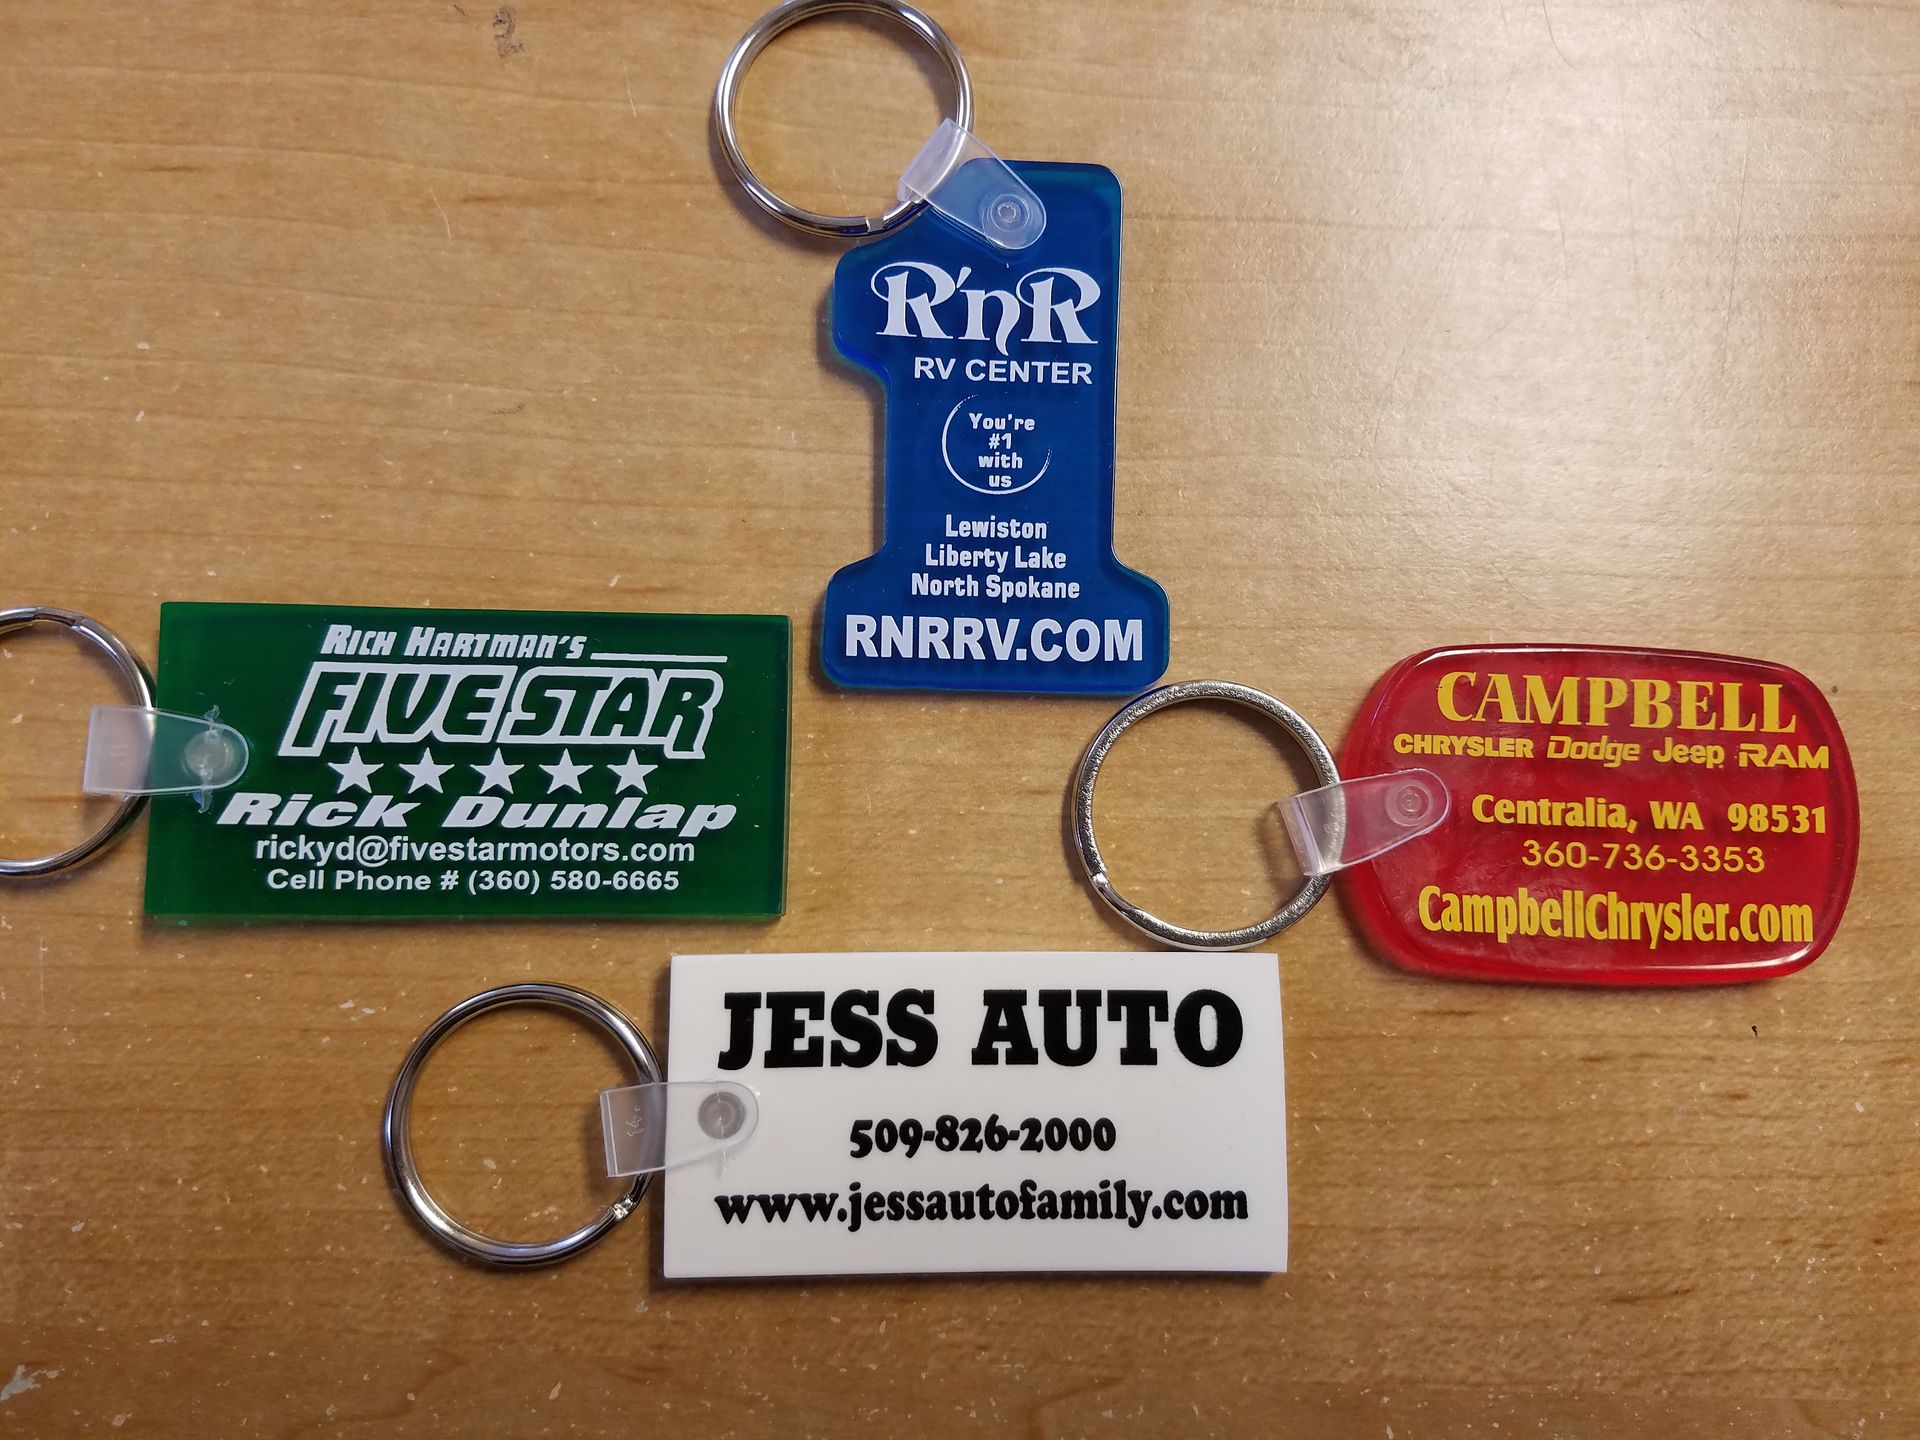 R'nR
RV CENTER
You're
#1
with
us
Lewiston
Liberty Lake
North Spokane
RNRRV.COM
RICH HARTMAN'S
FIVE STAR
Rick Dunlap
rickyd@fivestarmotors.com
Cell Phone # (360) 580-6665
CAMPBELL
CHRYSLER Dodge Jeep RAM
Centralia, WA 98531
360-736-3353
CampbellChrysler.com
JESS AUTO
509-826-2000
www.jessautofamily.com